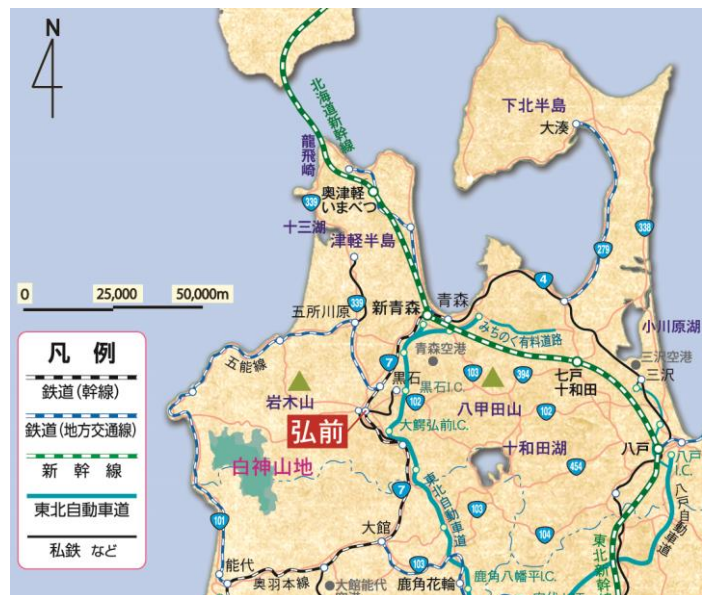 N
北海道新幹線
下北半島
大湊
龍飛崎
奥津軽
いまべつ
339
十三湖
津軽半島
338
279
4
0
25,000
50,000m
五所川原
339
新青森
青森
みちのく有料道路
小川原湖
三沢空港
三沢
凡 例
鉄道(幹線)
鉄道(地方交通線)
新幹線
東北自動車道
私鉄 など
五能線
7
青森空港
黒石
黒石I.C.
103
394
七戸
十和田
岩木山
102
八甲田山
102
弘前
大鰐弘前I.C.
十和田湖
八戸
八戸
I.C.
白神山地
454
7
東北自動車道
103
104
八戸自動車道
101
大館
東北新幹
能代
奥羽本線
大館能代
103
鹿角花輪
鹿角八幡平I.C.